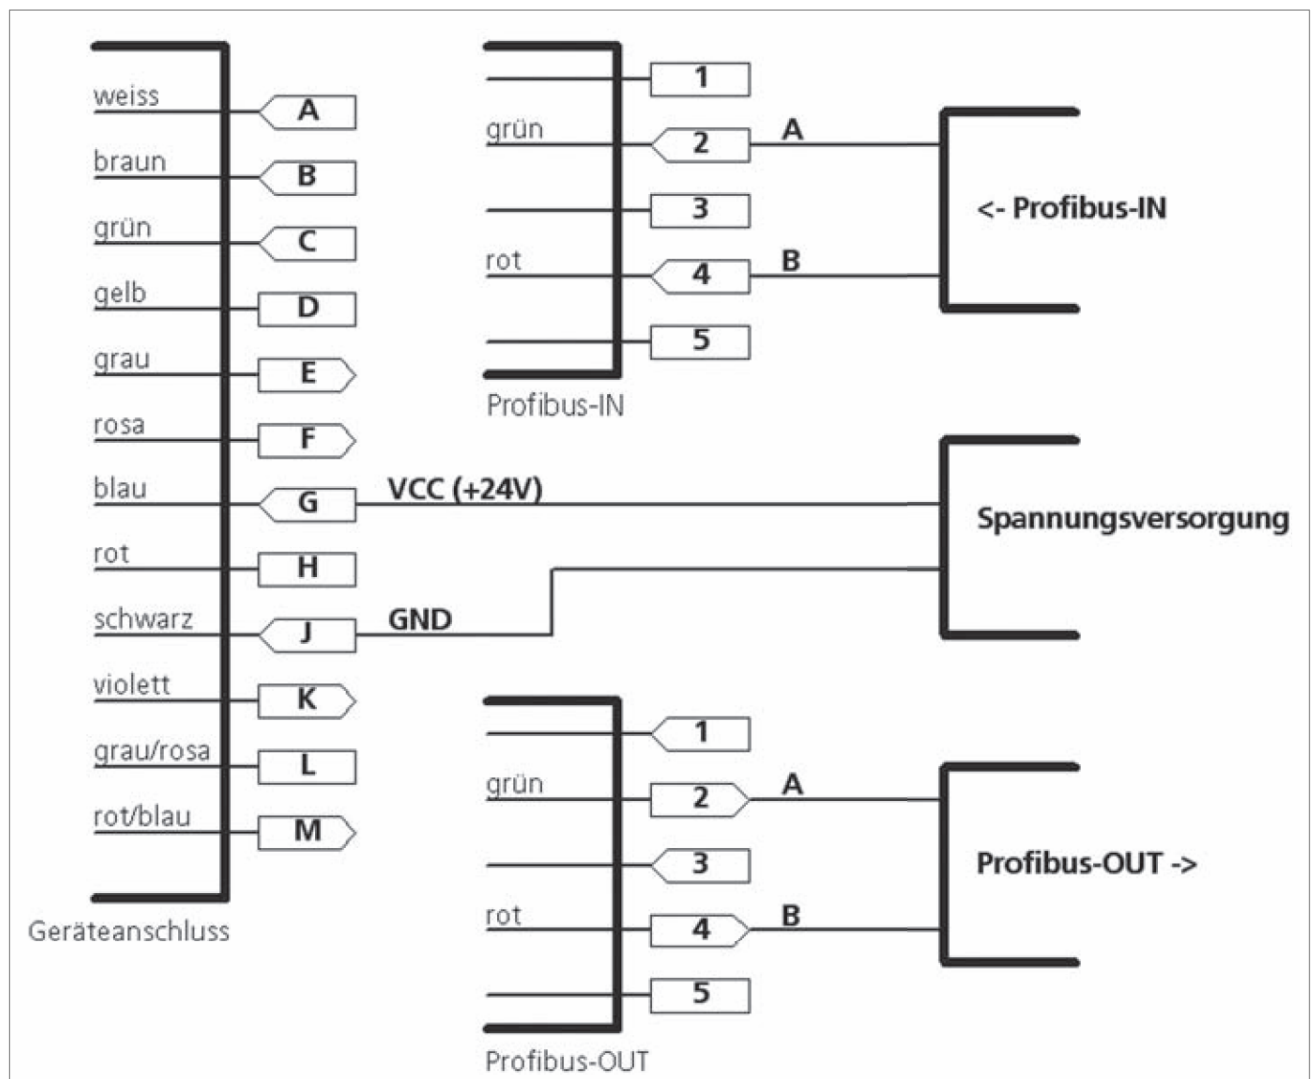 weiss
A
braun
B
grün
C
gelb
D
grau
E
rosa
F
blau
G
VCC (+24V)
rot
H
schwarz
J
GND
violett
K
grau/rosa
L
rot/blau
M
Geräteanschluss
1
grün
2
A
3
rot
4
B
5
Profibus-IN
<- Profibus-IN
Spannungsversorgung
1
grün
2
A
3
rot
4
B
5
Profibus-OUT
Profibus-OUT ->